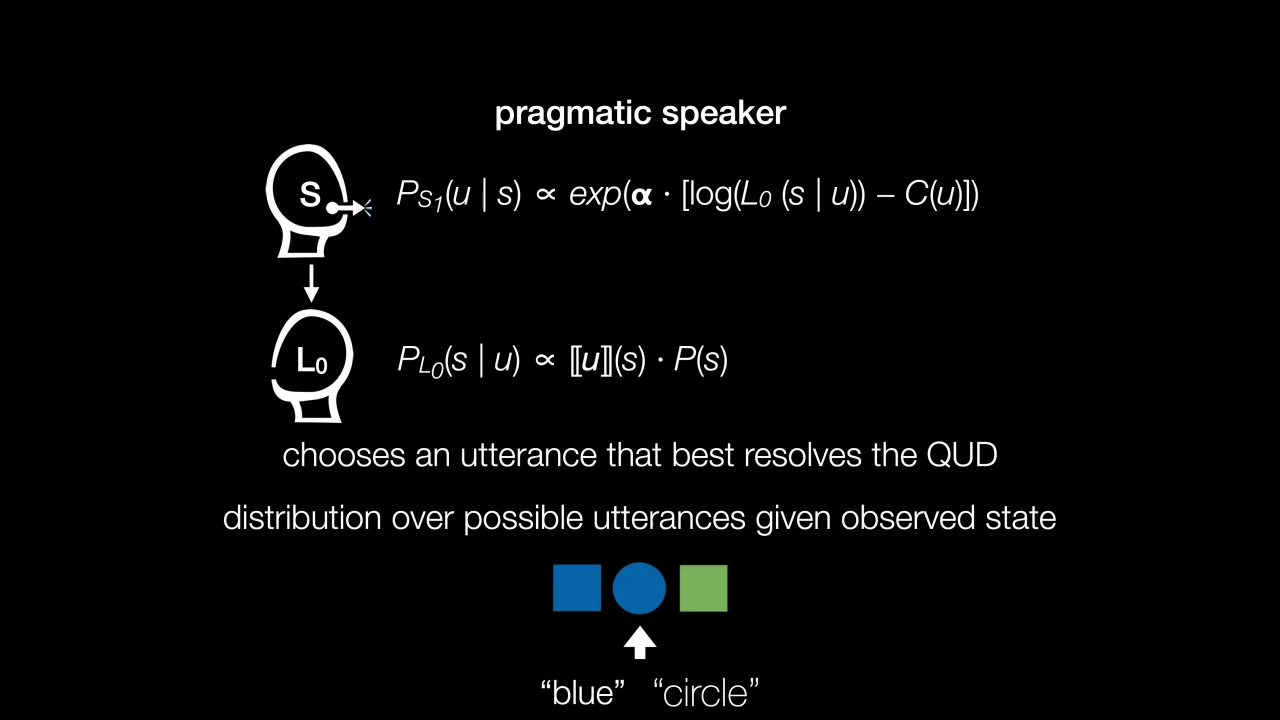 pragmatic speaker
S
P_S1(u | s) ∝ exp(α · [log(L0 (s | u)) – C(u)])
L0
P_L0(s | u) ∝ ⟦u⟧(s) · P(s)
chooses an utterance that best resolves the QUD
distribution over possible utterances given observed state
“blue” “circle”